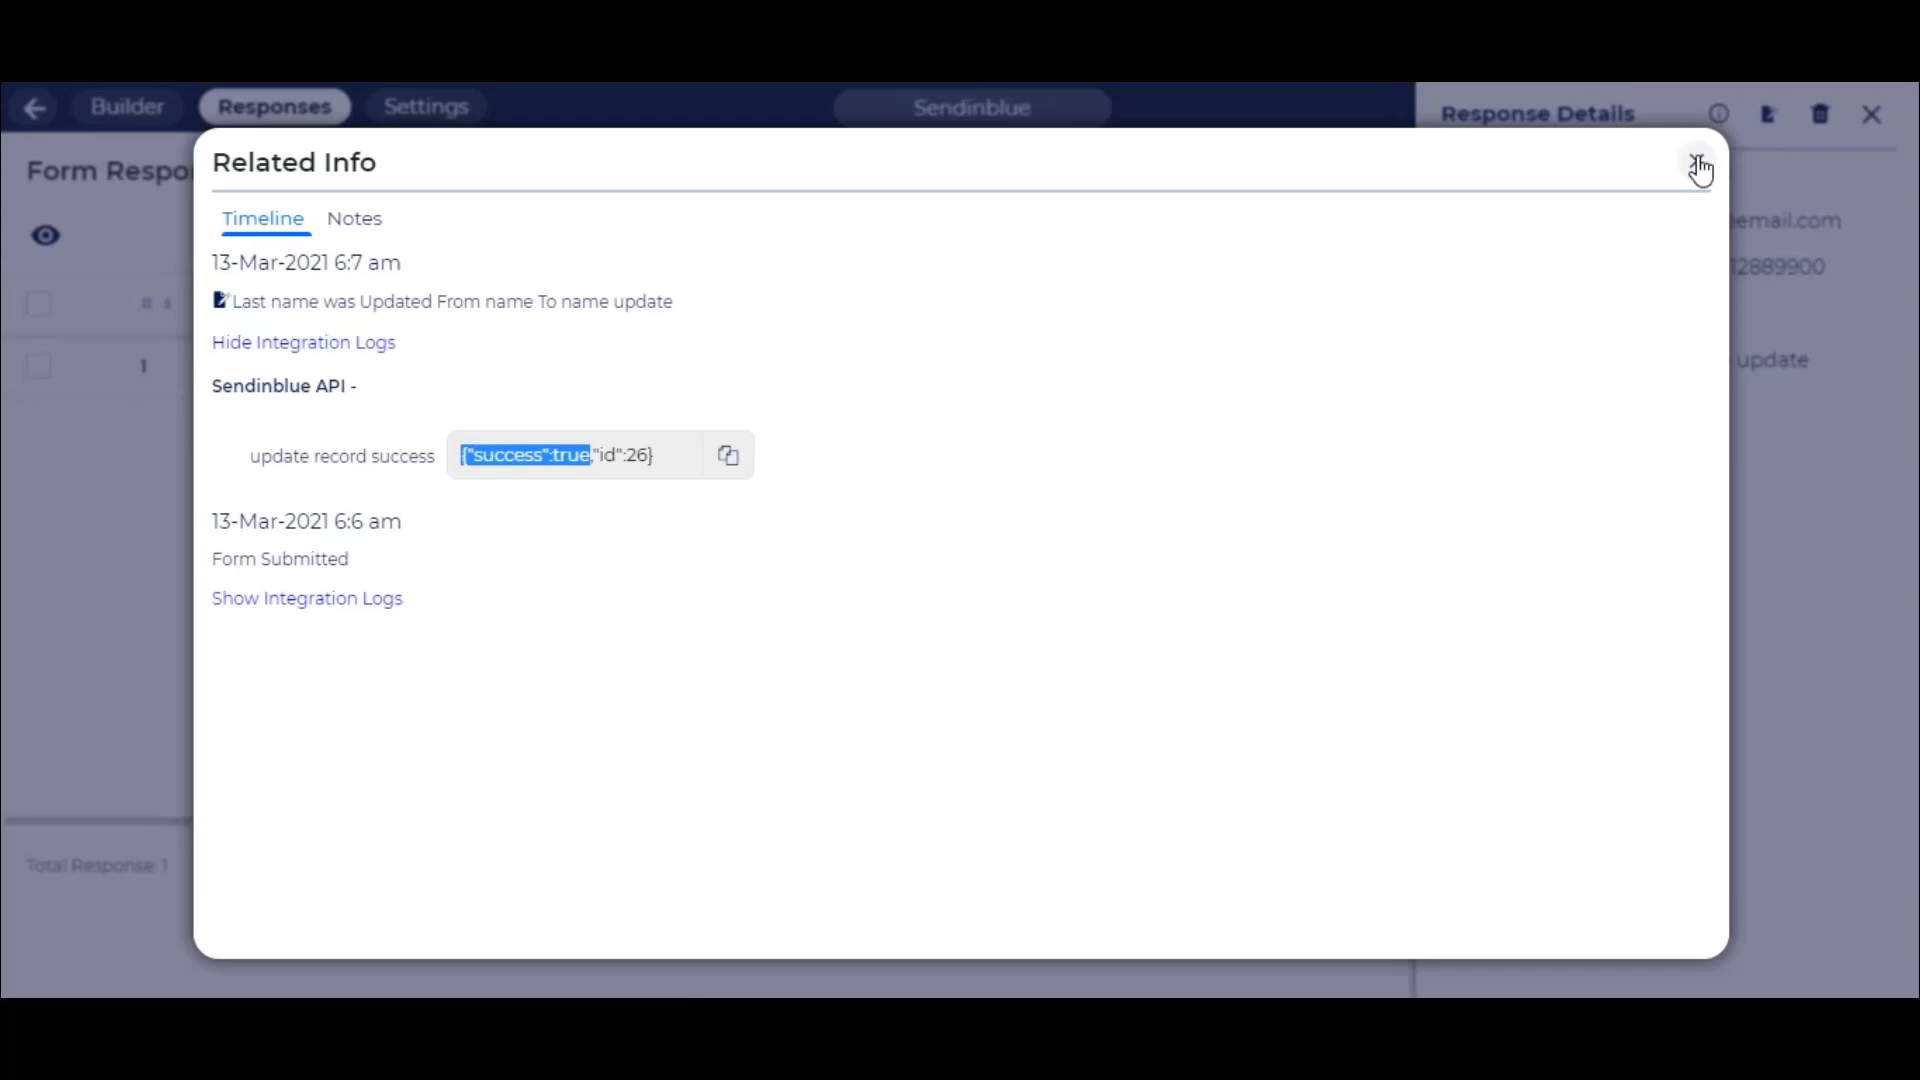 Builder
Responses
Settings
Sendinblue
Response Details
Form Respo
Related Info
Timeline
Notes
13-Mar-2021 6:7 am
Last name was Updated From name To name update
Hide Integration Logs
Sendinblue API -
update record success
{"success":true,"id":26}
13-Mar-2021 6:6 am
Form Submitted
Show Integration Logs
email.com
12889900
update
#
1
Total Response: 1